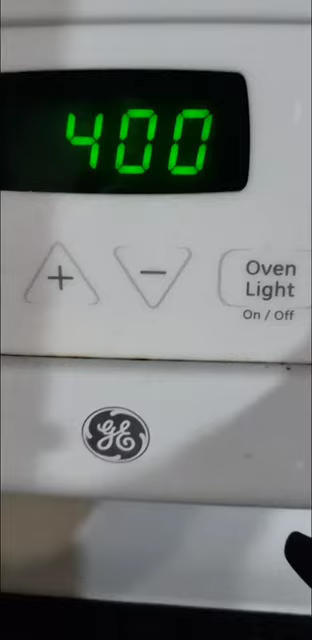 400
+ −
Oven
Light
On / Off
GE